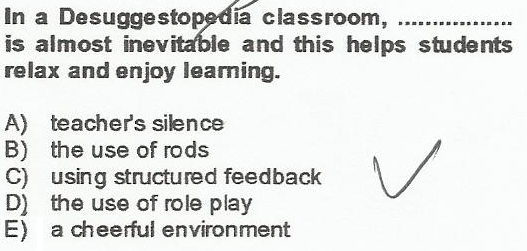 In a Desuggestopedia classroom, ..................
is almost inevitable and this helps students
relax and enjoy learning.
A) teacher's silence
B) the use of rods
C) using structured feedback
D) the use of role play
E) a cheerful environment